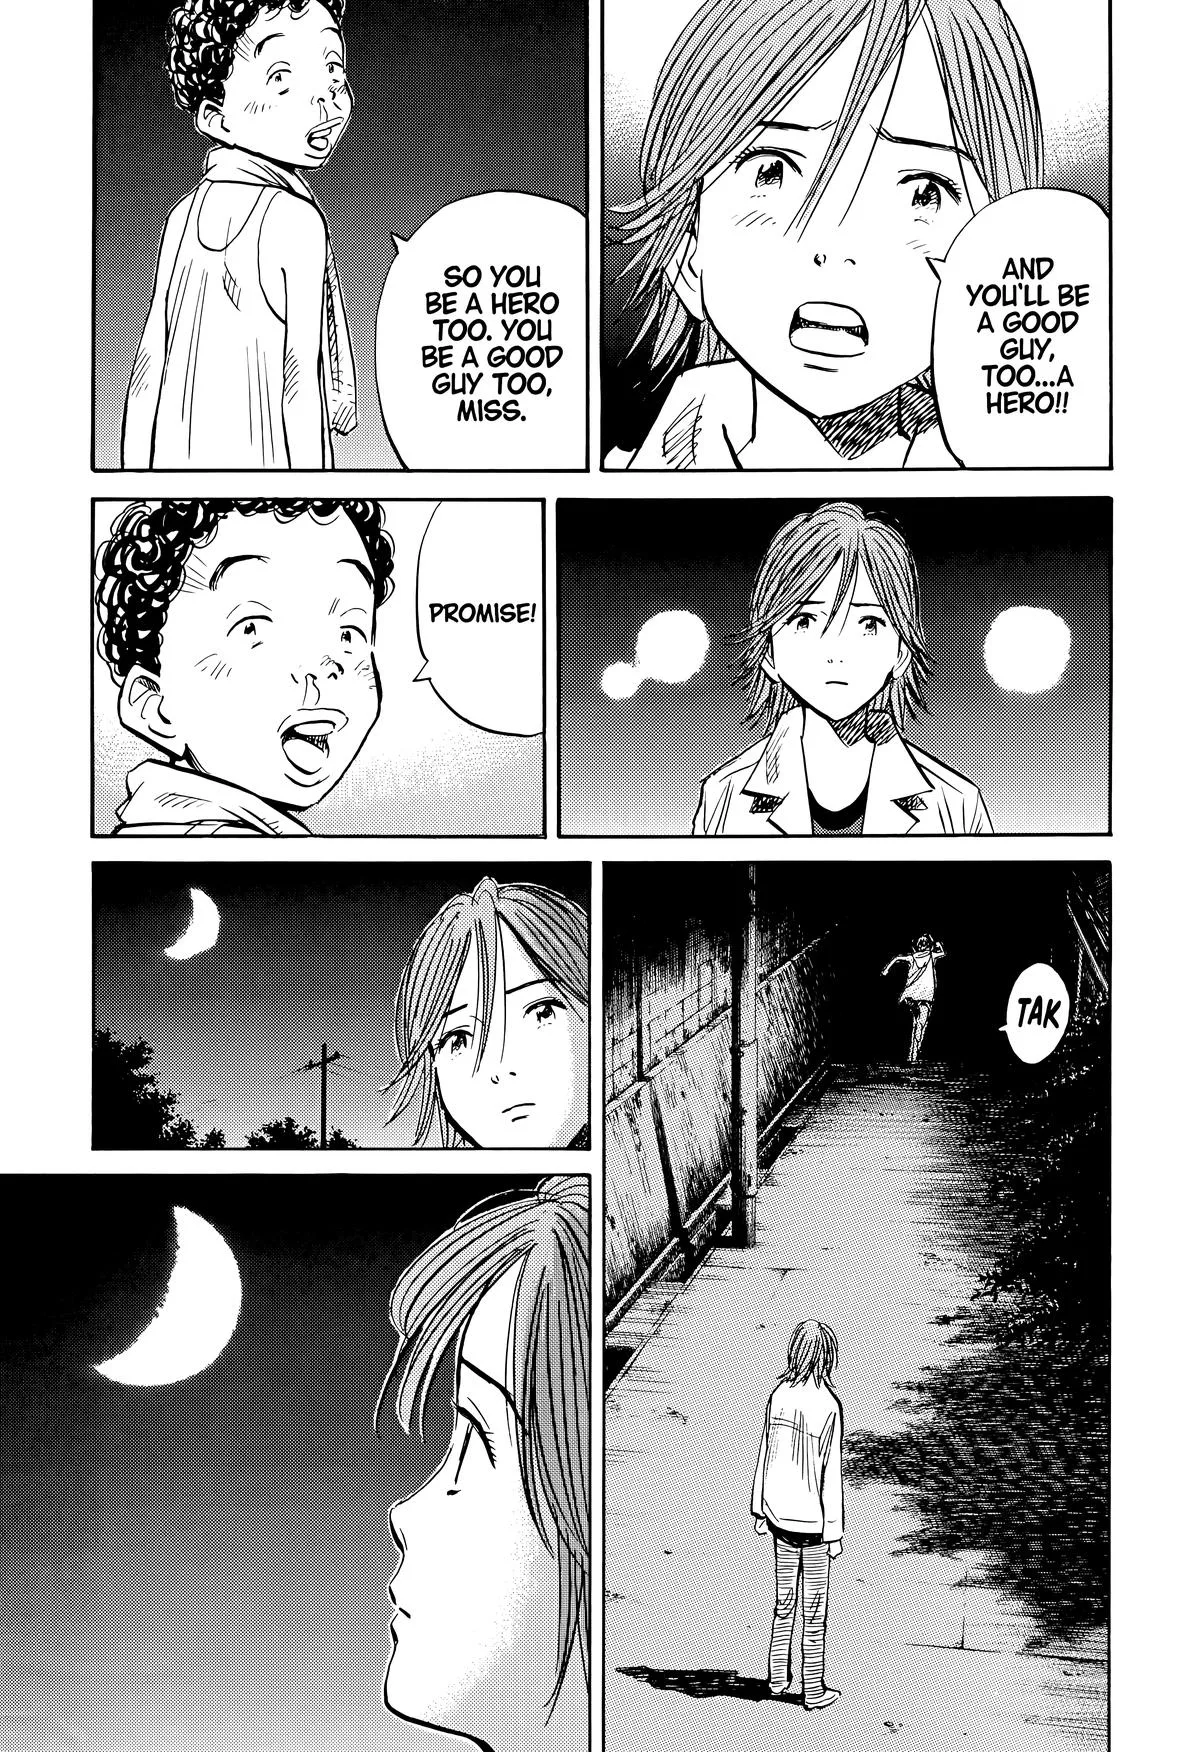 AND
YOU'LL BE
A GOOD
GUY,
TOO...A
HERO!!
SO YOU
BE A HERO
TOO. YOU
BE A GOOD
GUY TOO,
MISS.
PROMISE!
TAK